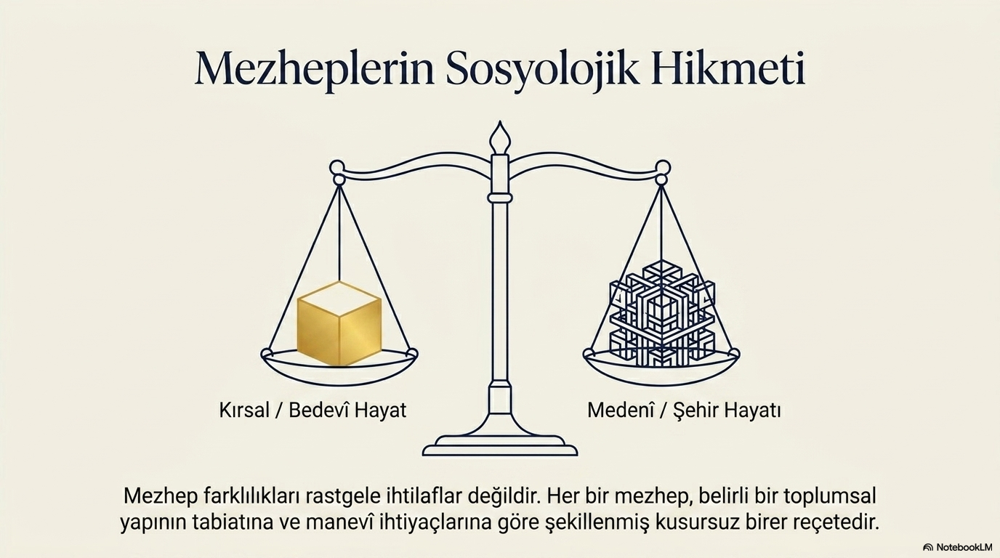 Mezheplerin Sosyolojik Hikmeti
Kırsal / Bedevî Hayat
Medenî / Şehir Hayatı
Mezhep farklılıkları rastgele ihtilaflar değildir. Her bir mezhep, belirli bir toplumsal
yapının tabiatına ve manevî ihtiyaçlarına göre şekillenmiş kusursuz birer reçetedir.
NotebookLM